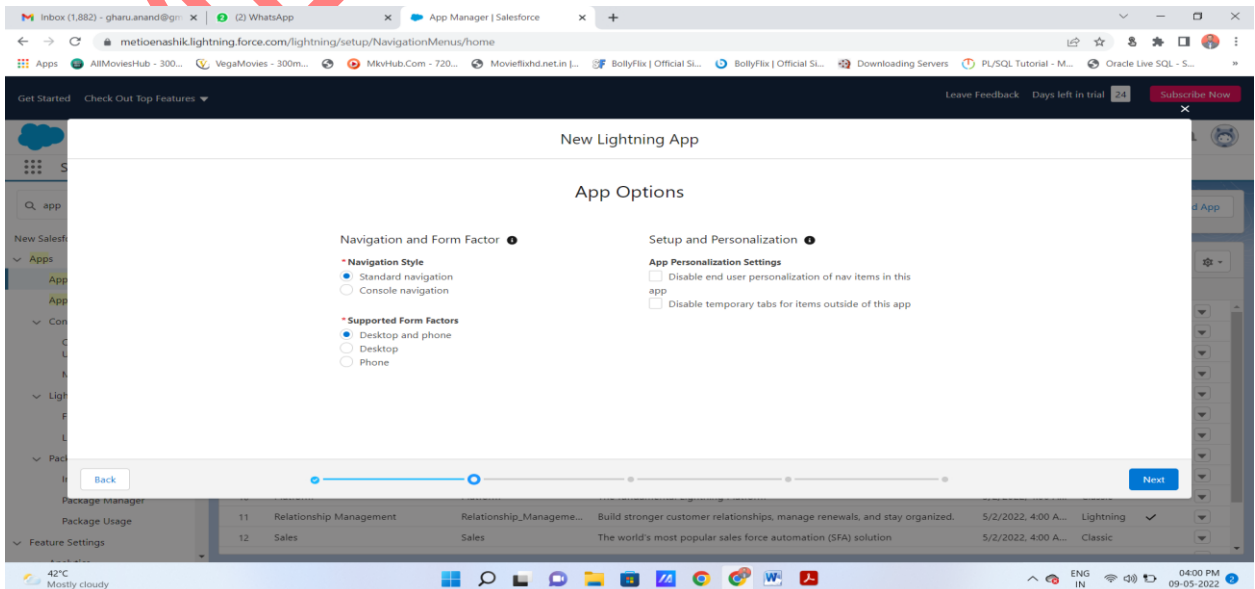 Inbox (1,882) - gharu.anand@gm
(2) WhatsApp
App Manager | Salesforce
metioenashik.lightning.force.com/lightning/setup/NavigationMenus/home
Apps AllMoviesHub - 300... VegaMovies - 300m... MkvHub.Com - 720... Movieflixhd.net.in |... BollyFlix | Official Si... BollyFlix | Official Si... Downloading Servers PL/SQL Tutorial - M... Oracle Live SQL - S... »
Get Started Check Out Top Features Leave Feedback Days left in trial 24 Subscribe Now
New Lightning App
App Options
app
d App
Navigation and Form Factor
Setup and Personalization
New Salesf
Apps
App
App
Con
Ligh
Pack
*Navigation Style
Standard navigation
Console navigation
*Supported Form Factors
Desktop and phone
Desktop
Phone
App Personalization Settings
Disable end user personalization of nav items in this
app
Disable temporary tabs for items outside of this app
Back
Next
Package Manager
Package Usage
Feature Settings
11 Relationship Management Relationship_Manageme... Build stronger customer relationships, manage renewals, and stay organized. 5/2/2022, 4:00 A... Lightning
12 Sales Sales The world's most popular sales force automation (SFA) solution 5/2/2022, 4:00 A... Classic
42°C
Mostly cloudy
ENG
IN
04:00 PM
09-05-2022
2